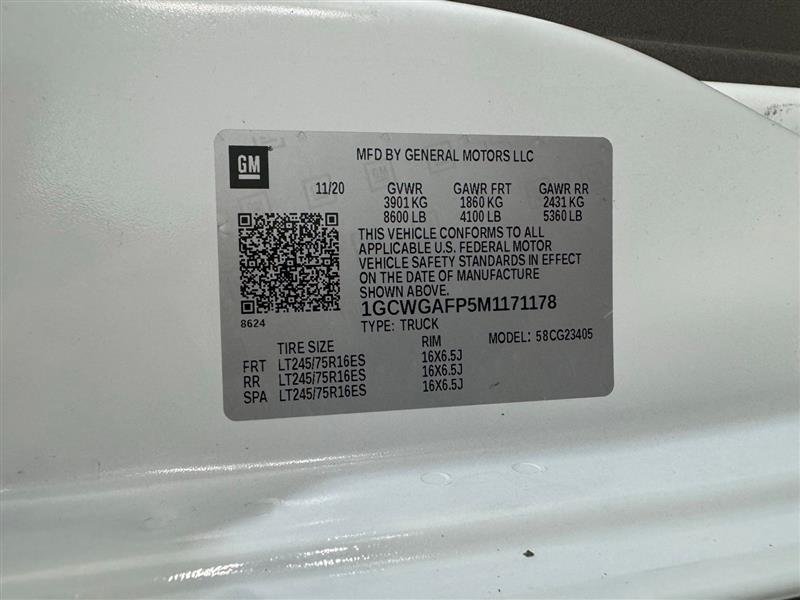 GM
MFD BY GENERAL MOTORS LLC
11/20 GVWR GAWR FRT GAWR RR
3901 KG 1860 KG 2431 KG
8600 LB 4100 LB 5360 LB
THIS VEHICLE CONFORMS TO ALL
APPLICABLE U.S. FEDERAL MOTOR
VEHICLE SAFETY STANDARDS IN EFFECT
ON THE DATE OF MANUFACTURE
SHOWN ABOVE.
1GCWGAFP5M1171178
8624
TYPE: TRUCK MODEL: 58CG23405
TIRE SIZE RIM
FRT LT245/75R16ES 16X6.5J
RR LT245/75R16ES 16X6.5J
SPA LT245/75R16ES 16X6.5J